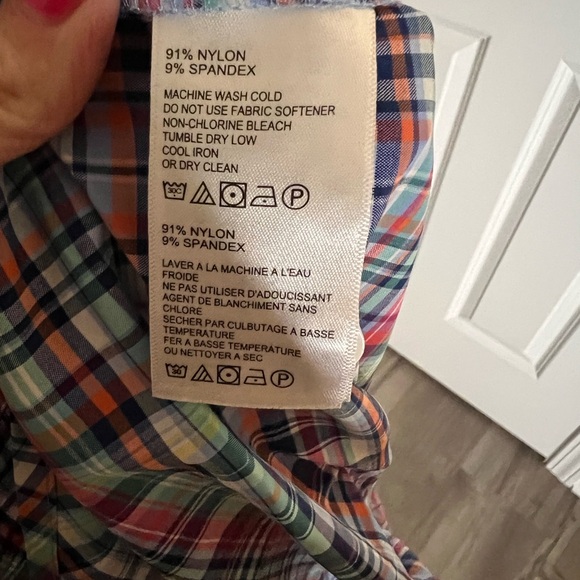 91% NYLON
9% SPANDEX
MACHINE WASH COLD
DO NOT USE FABRIC SOFTENER
NON-CHLORINE BLEACH
TUMBLE DRY LOW
COOL IRON
OR DRY CLEAN
30C P
91% NYLON
9% SPANDEX
LAVER A LA MACHINE A L'EAU
FROIDE
NE PAS UTILISER D'ADOUCISSANT
AGENT DE BLANCHIMENT SANS
CHLORE
SECHER PAR CULBUTAGE A BASSE
TEMPERATURE
FER A BASSE TEMPERATURE
OU NETTOYER A SEC
30C P